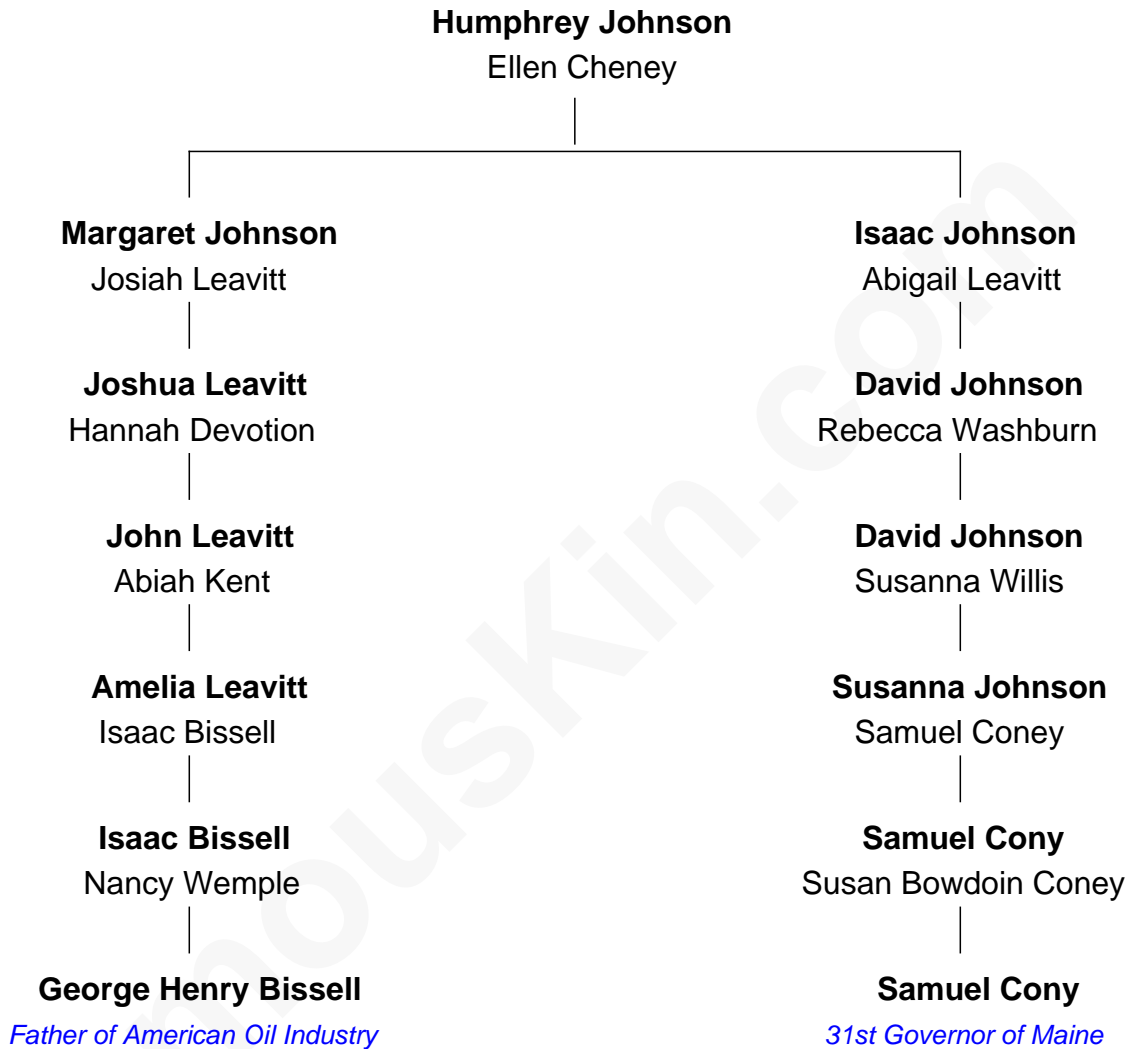 Humphrey Johnson
Ellen Cheney
Margaret Johnson
Josiah Leavitt
Isaac Johnson
Abigail Leavitt
Joshua Leavitt
Hannah Devotion
David Johnson
Rebecca Washburn
John Leavitt
Abiah Kent
David Johnson
Susanna Willis
Amelia Leavitt
Isaac Bissell
Susanna Johnson
Samuel Coney
Isaac Bissell
Nancy Wemple
Samuel Cony
Susan Bowdoin Coney
George Henry Bissell
Father of American Oil Industry
Samuel Cony
31st Governor of Maine
mousKin.com